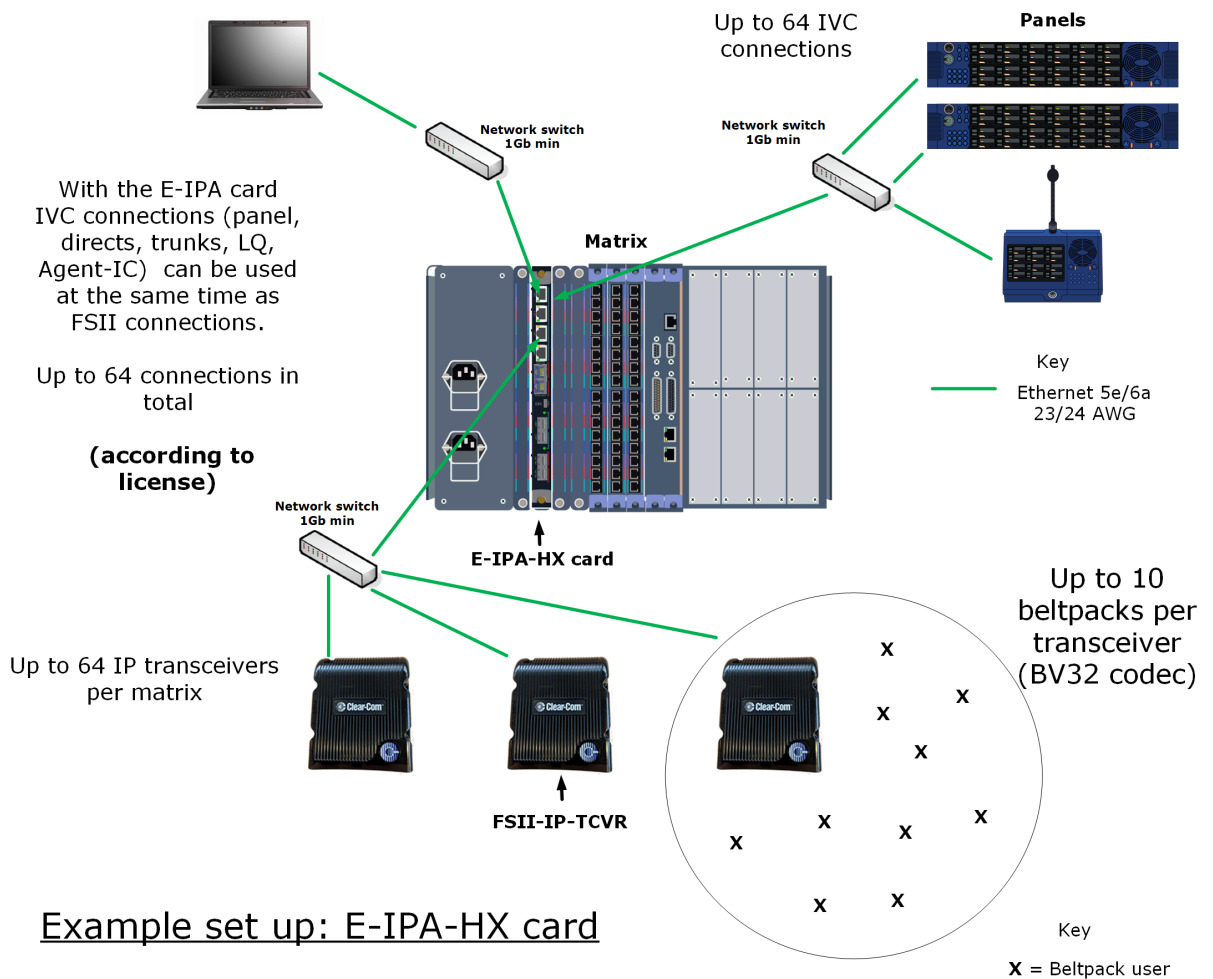 Up to 64 IVC
connections
Panels
Network switch
1Gb min
Network switch
1Gb min
With the E-IPA card
IVC connections (panel,
directs, trunks, LQ,
Agent-IC)  can be used
at the same time as
FSII connections.
Up to 64 connections in
total
(according to
license)
Matrix
Key
Ethernet 5e/6a
23/24 AWG
Network switch
1Gb min
E-IPA-HX card
Up to 10
beltpacks per
transceiver
(BV32 codec)
Up to 64 IP transceivers
per matrix
Clear-Com
Clear-Com
Clear-Com
X
X
X
X
X
X
X
X
X
X
FSII-IP-TCVR
Example set up: E-IPA-HX card
Key
X = Beltpack user